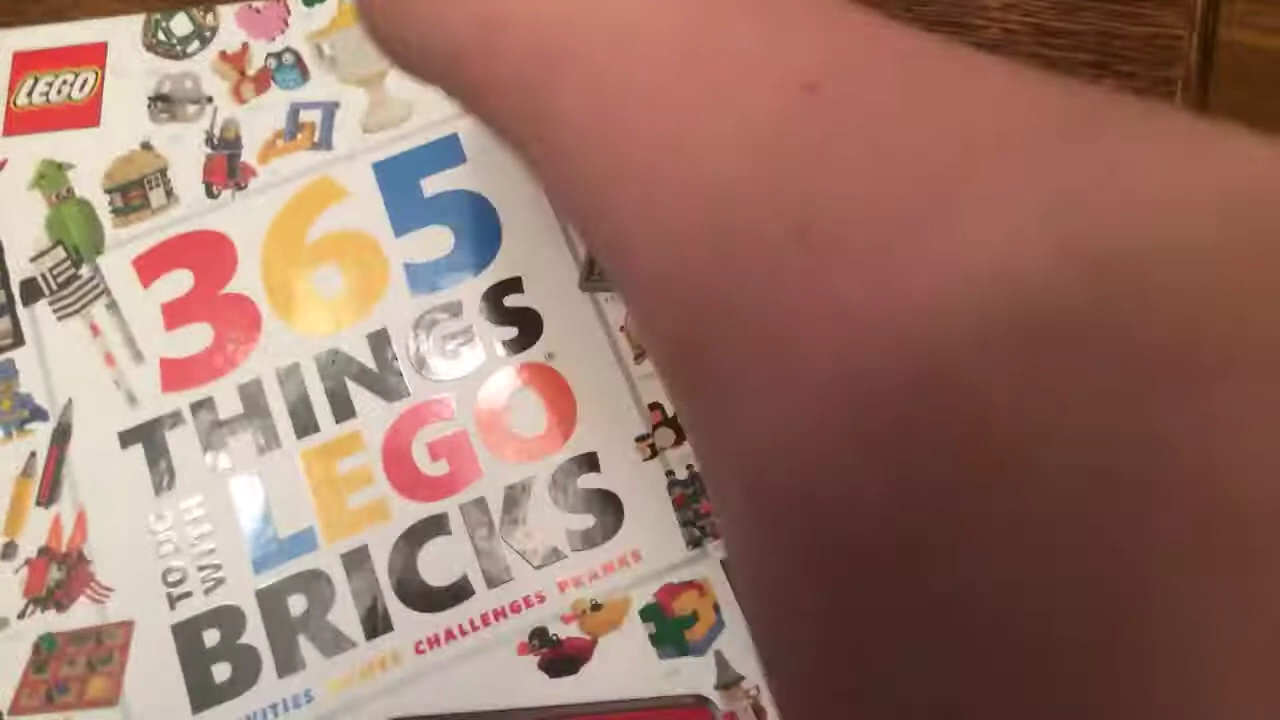 LEGO
365
THINGS
TO DO
WITH
LEGO
BRICKS
CHALLENGES PRANKS